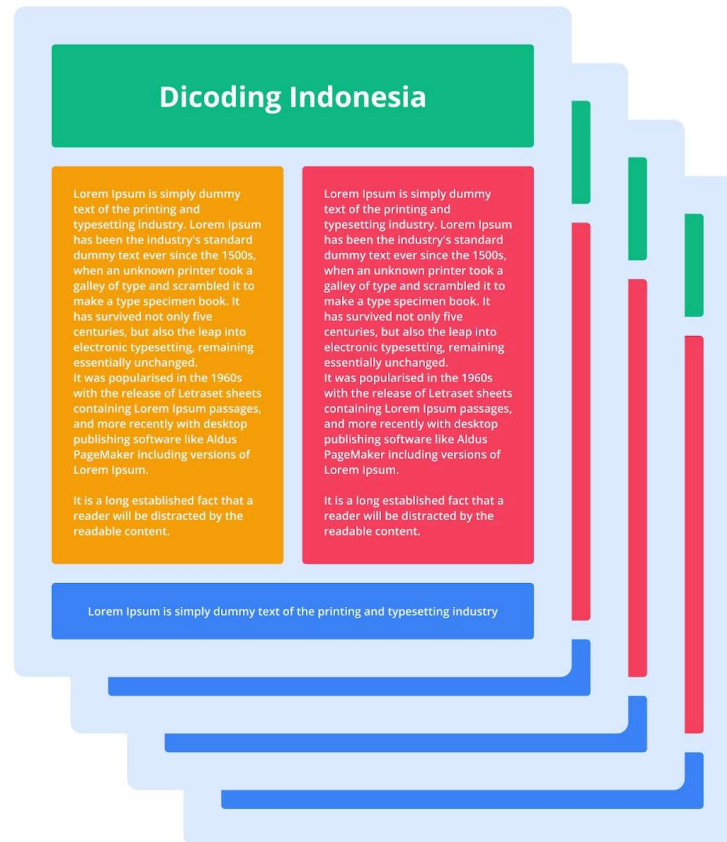 Dicoding Indonesia
Lorem Ipsum is simply dummy
text of the printing and
typesetting industry. Lorem Ipsum
has been the industry's standard
dummy text ever since the 1500s,
when an unknown printer took a
galley of type and scrambled it to
make a type specimen book. It
has survived not only five
centuries, but also the leap into
electronic typesetting, remaining
essentially unchanged.
It was popularised in the 1960s
with the release of Letraset sheets
containing Lorem Ipsum passages,
and more recently with desktop
publishing software like Aldus
PageMaker including versions of
Lorem Ipsum.
It is a long established fact that a
reader will be distracted by the
readable content.
Lorem Ipsum is simply dummy
text of the printing and
typesetting industry. Lorem Ipsum
has been the industry's standard
dummy text ever since the 1500s,
when an unknown printer took a
galley of type and scrambled it to
make a type specimen book. It
has survived not only five
centuries, but also the leap into
electronic typesetting, remaining
essentially unchanged.
It was popularised in the 1960s
with the release of Letraset sheets
containing Lorem Ipsum passages,
and more recently with desktop
publishing software like Aldus
PageMaker including versions of
Lorem Ipsum.
It is a long established fact that a
reader will be distracted by the
readable content.
Lorem Ipsum is simply dummy text of the printing and typesetting industry